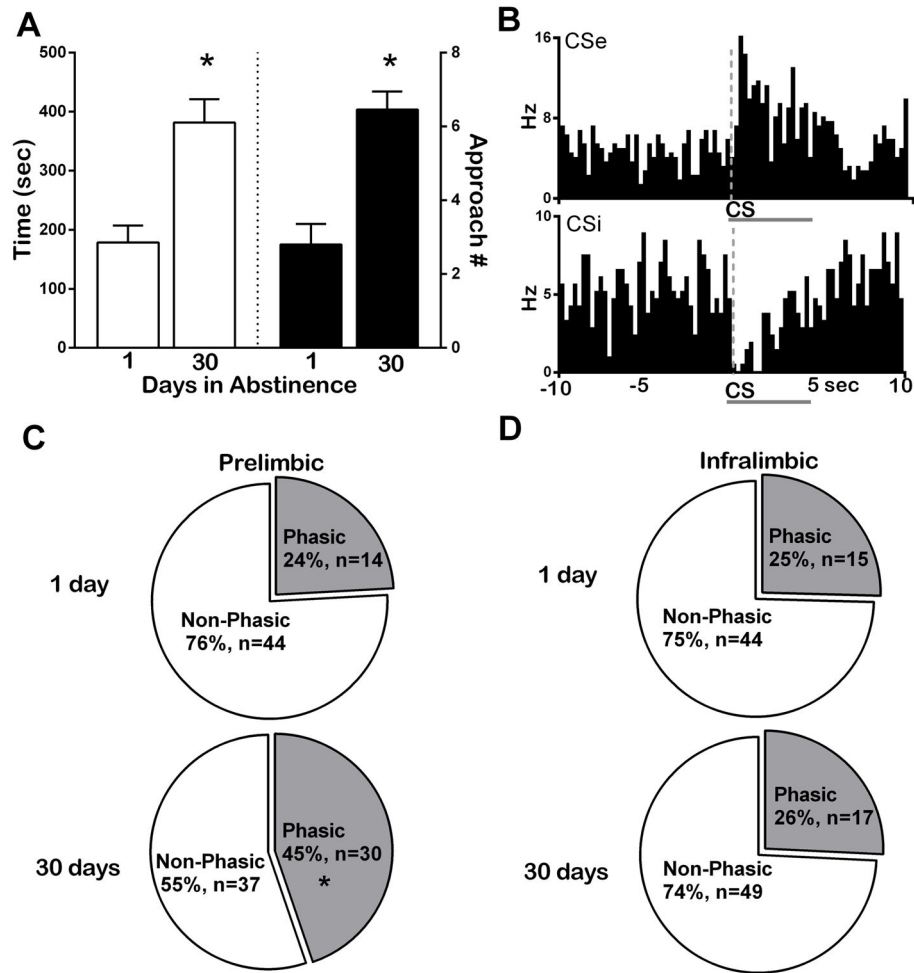 A
500
400
300
200
100
0
Time (sec)
*
*
8
6
4
2
0
Approach #
1
30
1
30
Days in Abstinence
B
CSe
16
8
0
Hz
CS
CSi
10
5
0
Hz
-10
-5
CS
5 sec
10
C
Prelimbic
1 day
Phasic
24%, n=14
Non-Phasic
76%, n=44
30 days
Non-Phasic
55%, n=37
Phasic
45%, n=30
*
D
Infralimbic
1 day
Phasic
25%, n=15
Non-Phasic
75%, n=44
30 days
Phasic
26%, n=17
Non-Phasic
74%, n=49